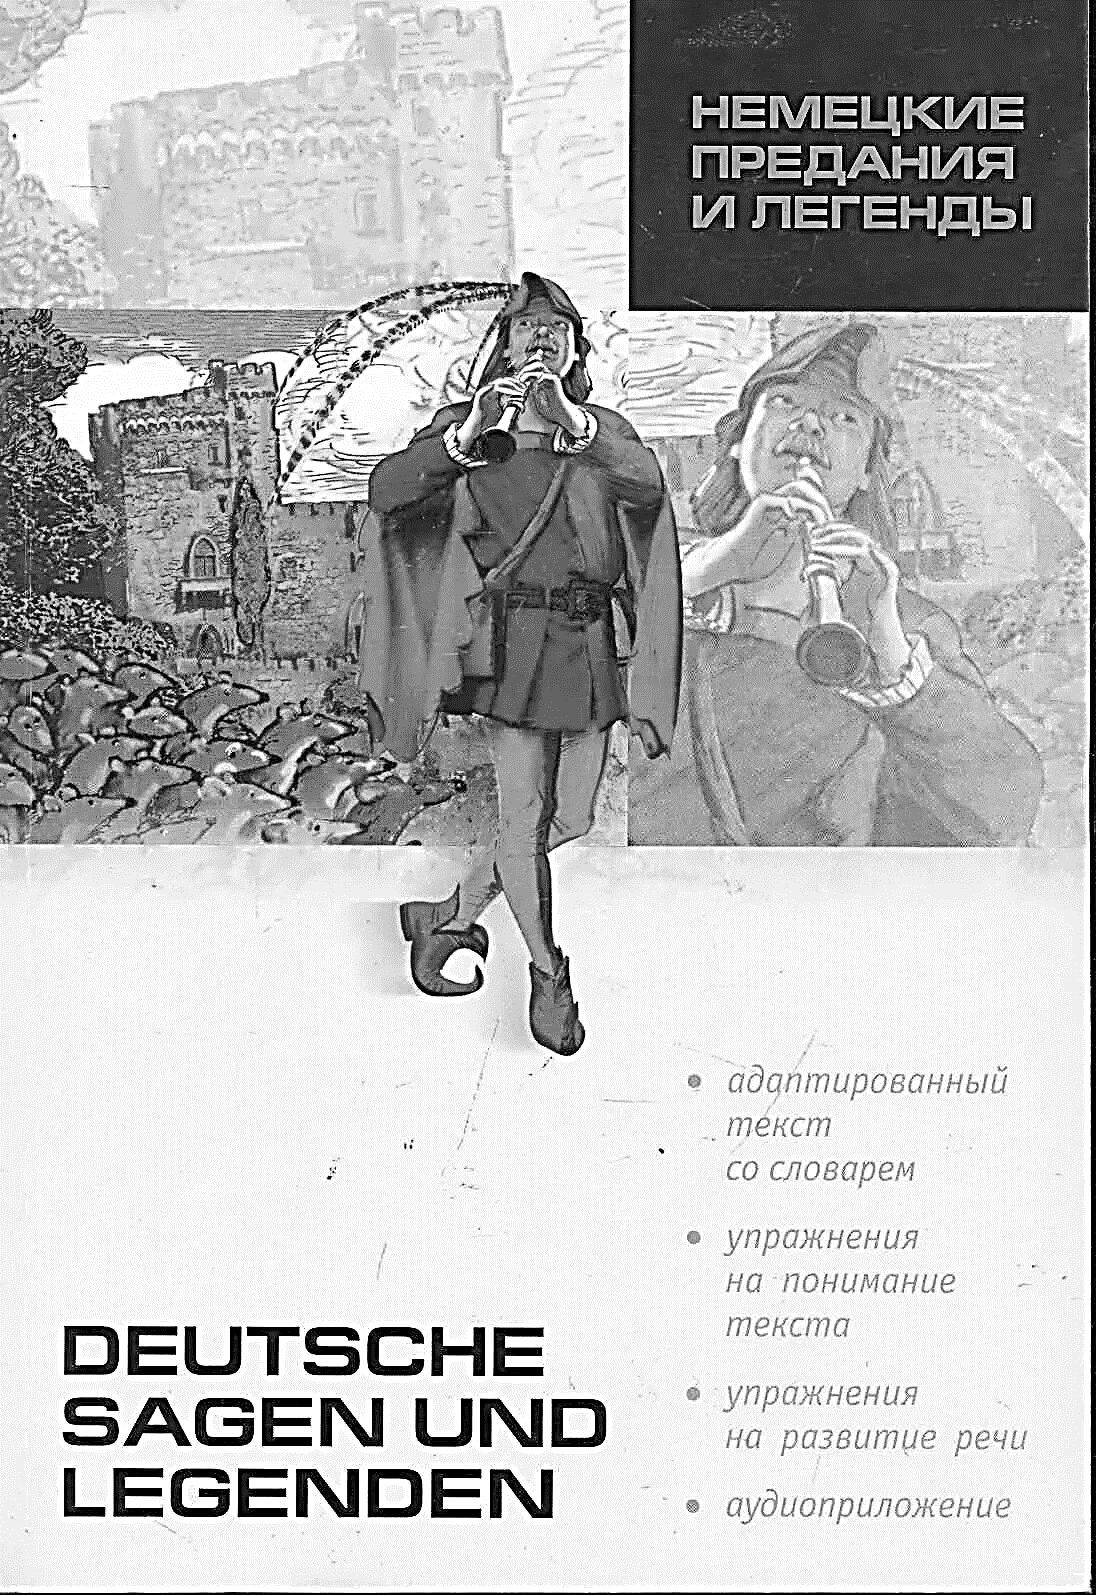 НЕМЕЦКИЕ
ПРЕДАНИЯ
И ЛЕГЕНДЫ
• адаптированный
текст
со словарем
• упражнения
на понимание
текста
• упражнения
на развитие речи
• аудиоприложение
DEUTSCHE
SAGEN UND
LEGENDEN